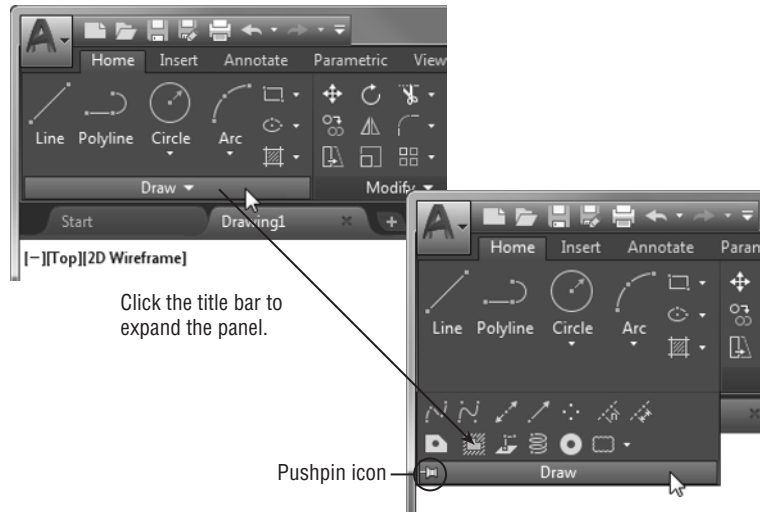 Home Insert Annotate Parametric View
Line Polyline Circle Arc
Draw Modify
Start Drawing1
[−][Top][2D Wireframe]
Click the title bar to
expand the panel.
Home Insert Annotate Param
Line Polyline Circle Arc
Pushpin icon
Draw